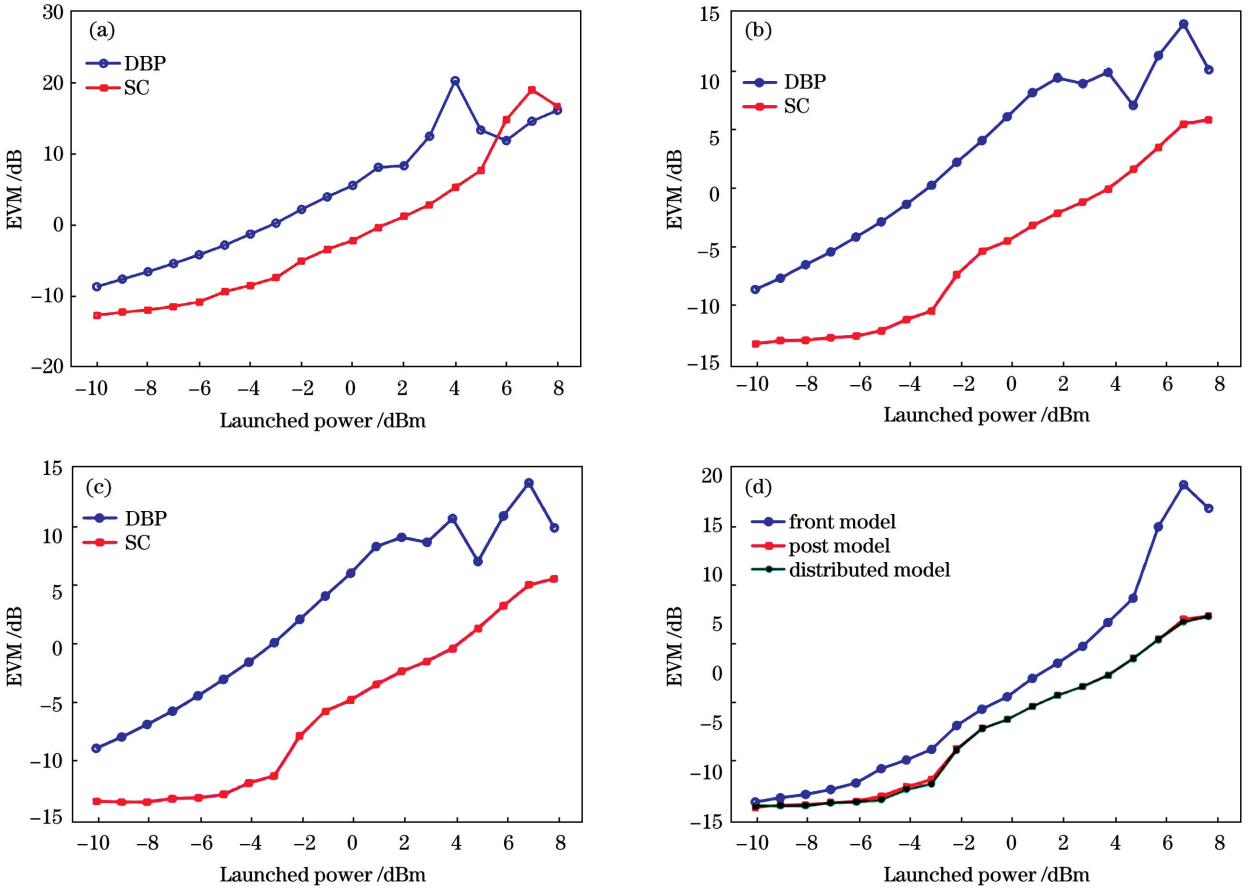 (a)
DBP
SC
30
20
10
0
−10
−20
EVM /dB
−10 −8 −6 −4 −2 0 2 4 6 8
Launched power /dBm
(b)
DBP
SC
15
10
5
0
−5
−10
−15
EVM /dB
−10 −8 −6 −4 −2 0 2 4 6 8
Launched power /dBm
(c)
DBP
SC
15
10
5
0
−5
−10
−15
EVM /dB
−10 −8 −6 −4 −2 0 2 4 6 8
Launched power /dBm
(d)
front model
post model
distributed model
20
15
10
5
0
−5
−10
−15
EVM /dB
−10 −8 −6 −4 −2 0 2 4 6 8
Launched power /dBm